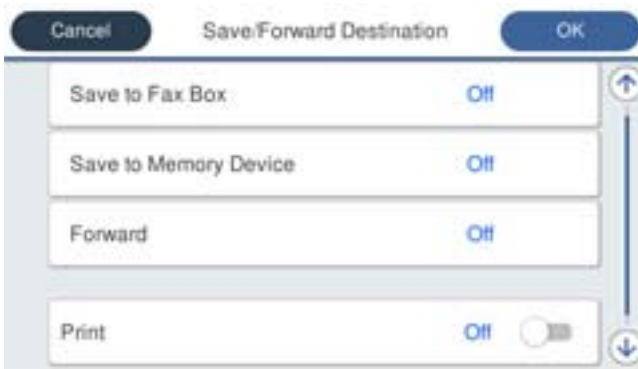 Cancel Save/Forward Destination OK
Save to Fax Box Off
Save to Memory Device Off
Forward Off
Print Off